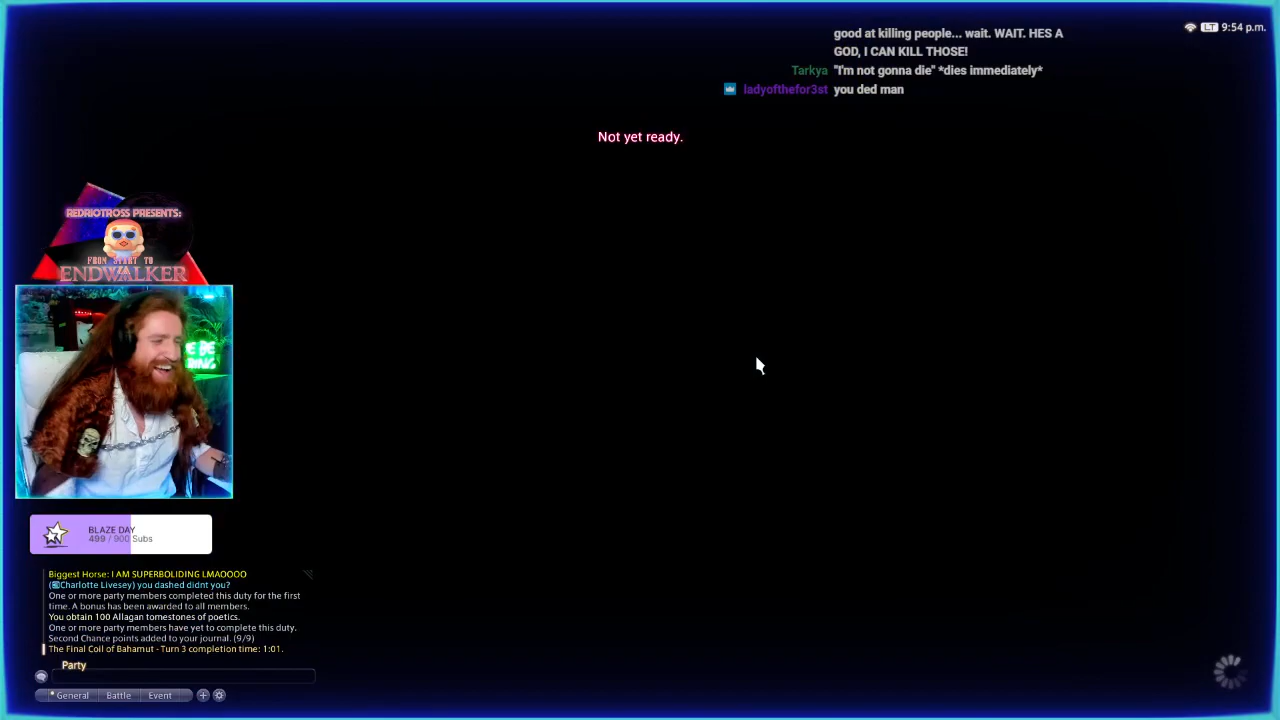 good at killing people... wait. WAIT. HES A
GOD, I CAN KILL THOSE!
Tarkya "I'm not gonna die" *dies immediately*
ladyofthefor3st you ded man
LT 9:54 p.m.
Not yet ready.
REDRIOTROSS PRESENTS:
FROM START TO
ENDWALKER
BLAZE DAY
499 / 900 Subs
Biggest Horse: I AM SUPERBOLIDING LMAOOOO
(Charlotte Livesey) you dashed didnt you?
One or more party members completed this duty for the first
time. A bonus has been awarded to all members.
You obtain 100 Allagan tomestones of poetics.
One or more party members have yet to complete this duty.
Second Chance points added to your journal. (9/9)
The Final Coil of Bahamut - Turn 3 completion time: 1:01.
Party
General Battle Event